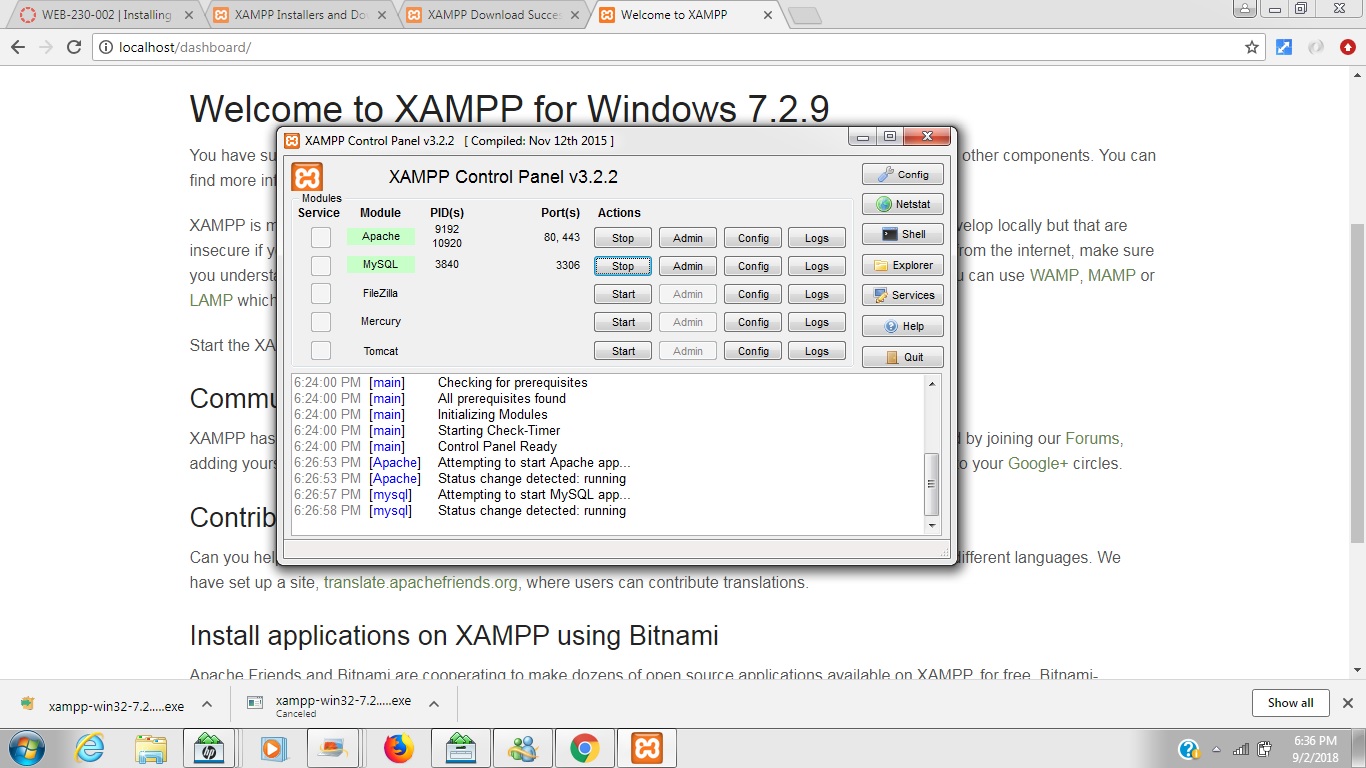 WEB-230-002 | Installing
XAMPP Installers and Do
XAMPP Download Succes
Welcome to XAMPP
localhost/dashboard/
Welcome to XAMPP for Windows 7.2.9
You have su
other components. You can
find more in
XAMPP is m
velop locally but that are
insecure if y
rom the internet, make sure
you understa
u can use WAMP, MAMP or
LAMP which
Start the XA
Commu
XAMPP has
d by joining our Forums,
adding yours
o your Google+ circles.
Contrib
Can you hel
different languages. We
have set up a site, translate.apachefriends.org, where users can contribute translations.
Install applications on XAMPP using Bitnami
Apache Friends and Bitnami are cooperating to make dozens of open source applications available on XAMPP, for free. Bitnami-
XAMPP Control Panel v3.2.2 [ Compiled: Nov 12th 2015 ]
XAMPP Control Panel v3.2.2
Modules
Service Module PID(s) Port(s) Actions
Apache 9192 10920 80, 443 Stop Admin Config Logs
MySQL 3840 3306 Stop Admin Config Logs
FileZilla Start Admin Config Logs
Mercury Start Admin Config Logs
Tomcat Start Admin Config Logs
Config
Netstat
Shell
Explorer
Services
Help
Quit
6:24:00 PM [main] Checking for prerequisites
6:24:00 PM [main] All prerequisites found
6:24:00 PM [main] Initializing Modules
6:24:00 PM [main] Starting Check-Timer
6:24:00 PM [main] Control Panel Ready
6:26:53 PM [Apache] Attempting to start Apache app...
6:26:53 PM [Apache] Status change detected: running
6:26:57 PM [mysql] Attempting to start MySQL app...
6:26:58 PM [mysql] Status change detected: running
xampp-win32-7.2.....exe
xampp-win32-7.2.....exe
Canceled
Show all
hp
6:36 PM
9/2/2018